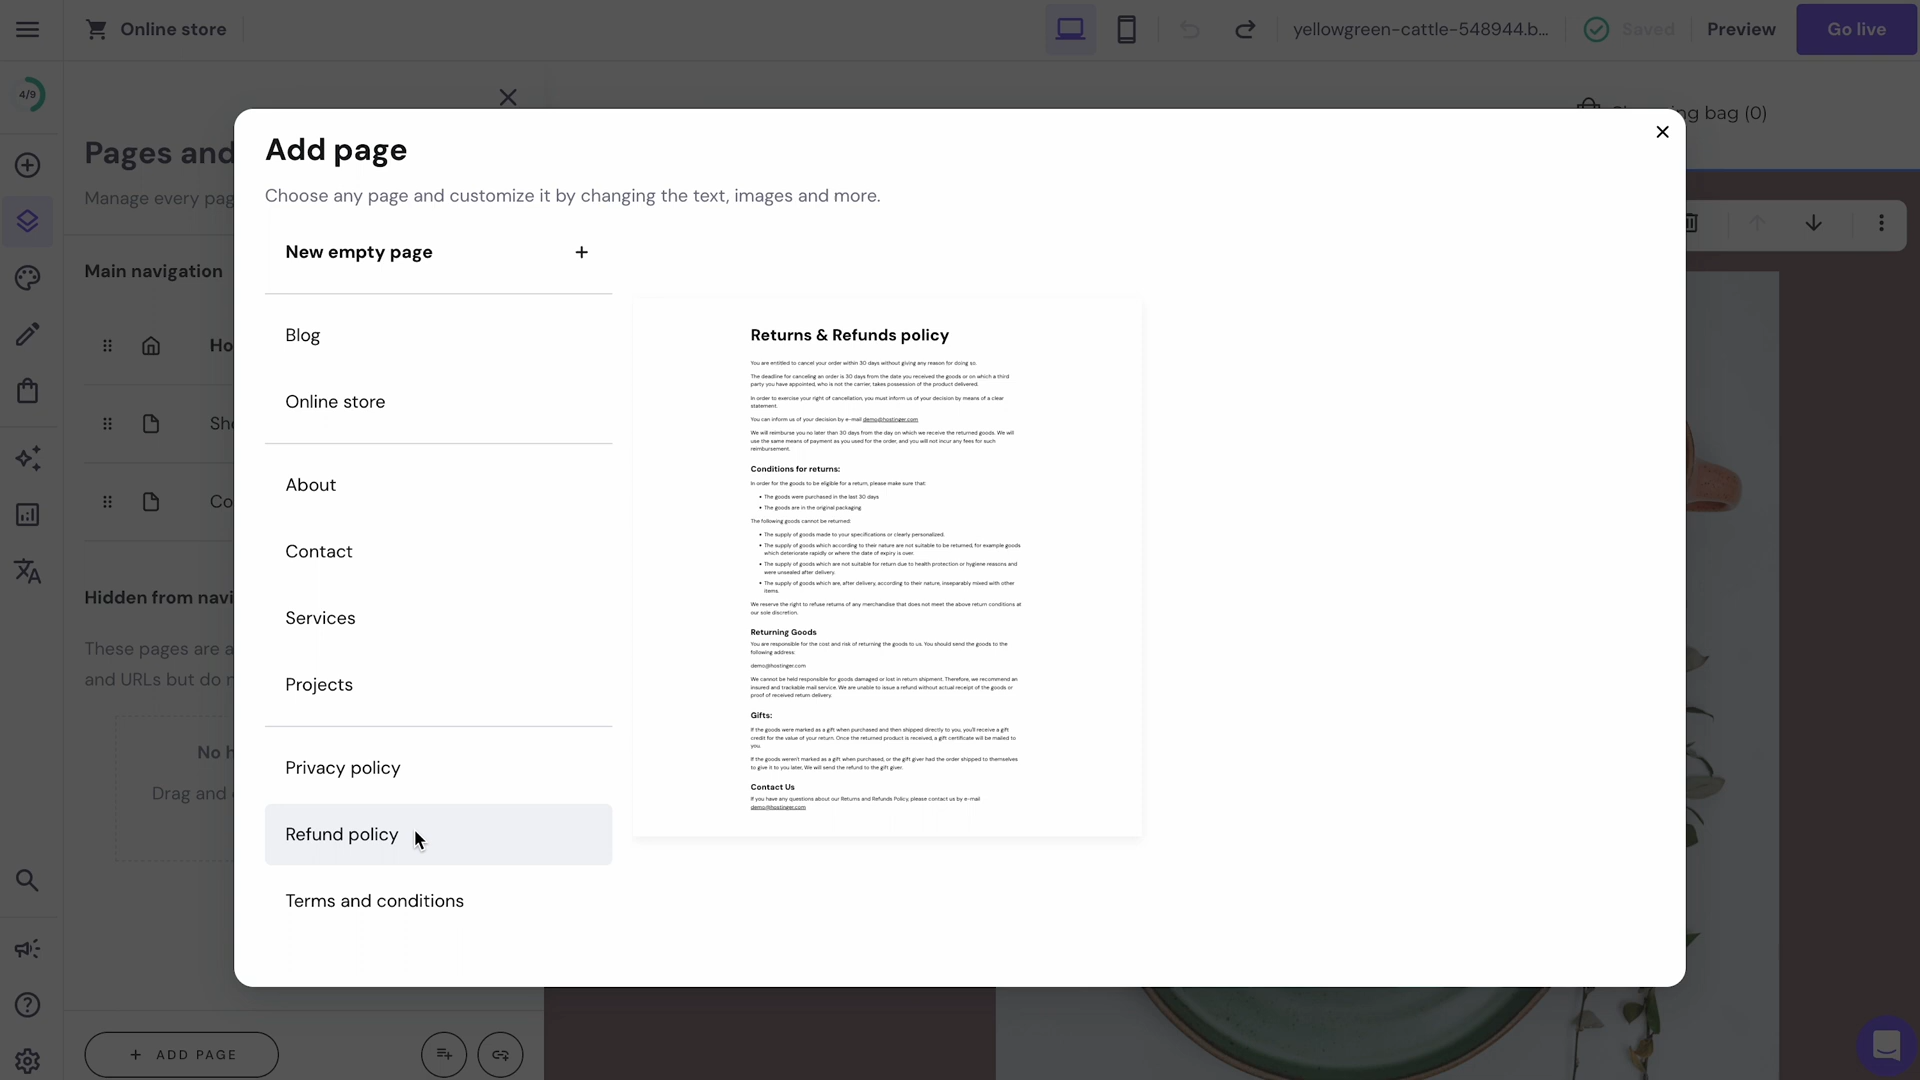 Online store
yellowgreen-cattle-548944.b...
Saved
Preview
Go live
4/9
Pages and
Manage every pag
Main navigation
Ho
Sho
Co
Hidden from navi
These pages are a
and URLs but do n
No h
Drag and
ADD PAGE
g bag (0)
Add page
Choose any page and customize it by changing the text, images and more.
New empty page
Blog
Online store
About
Contact
Services
Projects
Privacy policy
Refund policy
Terms and conditions
Returns & Refunds policy
You are entitled to cancel your order within 30 days without giving any reason for doing so.
The deadline for canceling an order is 30 days from the date you received the goods or on which a third
party you have appointed, who is not the carrier, takes possession of the product delivered.
In order to exercise your right of cancellation, you must inform us of your decision by means of a clear
statement.
You can inform us of your decision by e-mail demo@hostinger.com
We will reimburse you no later than 30 days from the day on which we receive the returned goods. We will
use the same means of payment as you used for the order, and you will not incur any fees for such
reimbursement.
Conditions for returns:
In order for the goods to be eligible for a return, please make sure that:
• The goods were purchased in the last 30 days
• The goods are in the original packaging
The following goods cannot be returned:
• The supply of goods made to your specifications or clearly personalized.
• The supply of goods which according to their nature are not suitable to be returned, for example goods
which deteriorate rapidly or where the date of expiry is over.
• The supply of goods which are not suitable for return due to health protection or hygiene reasons and
were unsealed after delivery.
• The supply of goods which are, after delivery, according to their nature, inseparably mixed with other
items.
We reserve the right to refuse returns of any merchandise that does not meet the above return conditions at
our sole discretion.
Returning Goods
You are responsible for the cost and risk of returning the goods to us. You should send the goods to the
following address:
demo@hostinger.com
We cannot be held responsible for goods damaged or lost in return shipment. Therefore, we recommend an
insured and trackable mail service. We are unable to issue a refund without actual receipt of the goods or
proof of received return delivery.
Gifts:
If the goods were marked as a gift when purchased and then shipped directly to you, you'll receive a gift
credit for the value of your return. Once the returned product is received, a gift certificate will be mailed to
you.
If the goods weren't marked as a gift when purchased, or the gift giver had the order shipped to themselves
to give it to you later, We will send the refund to the gift giver.
Contact Us
If you have any questions about our Returns and Refunds Policy, please contact us by e-mail
demo@hostinger.com